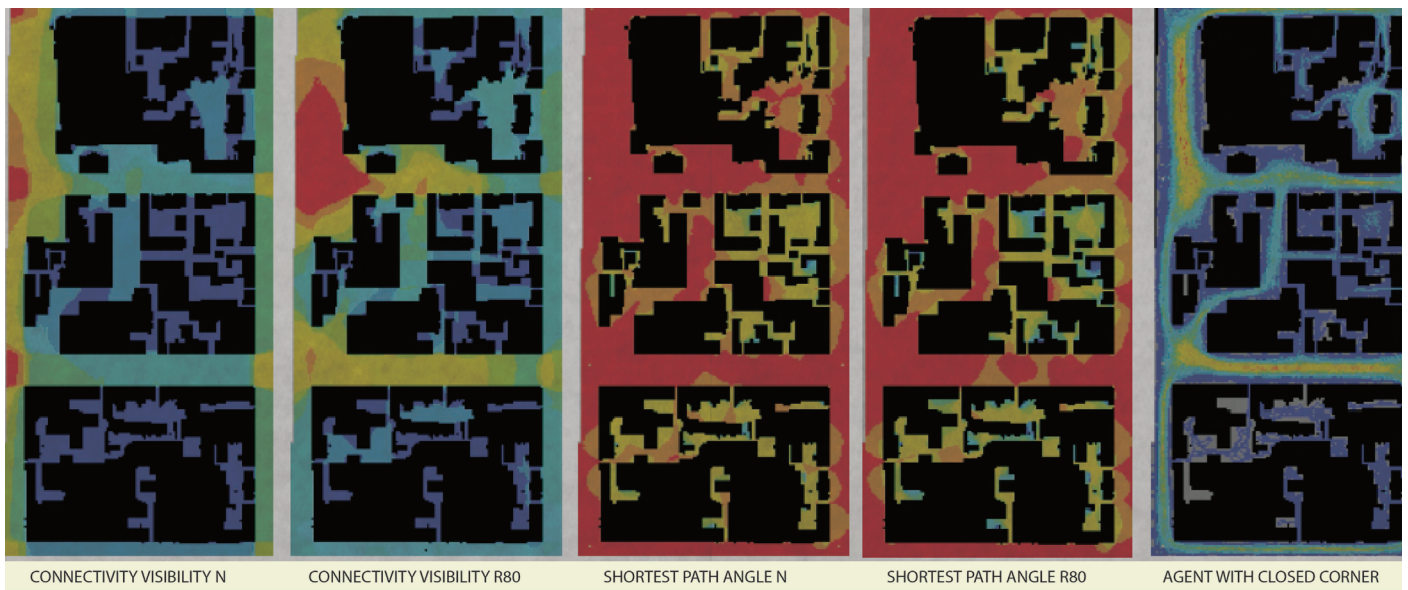 CONNECTIVITY VISIBILITY N
CONNECTIVITY VISIBILITY R80
SHORTEST PATH ANGLE N
SHORTEST PATH ANGLE R80
AGENT WITH CLOSED CORNER